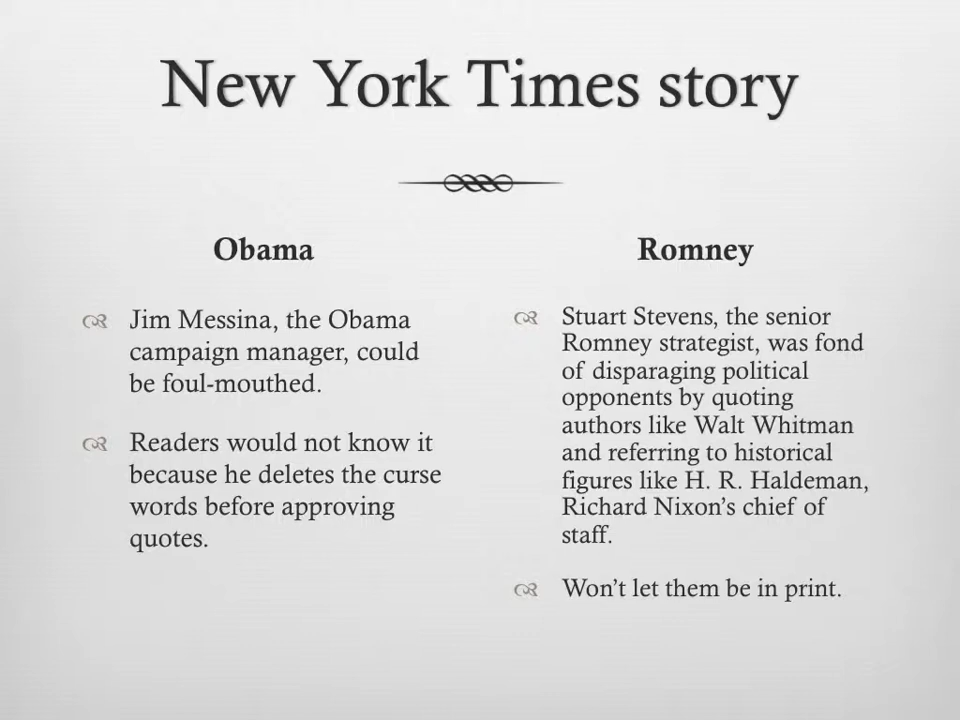 New York Times story
Obama
Jim Messina, the Obama
campaign manager, could
be foul-mouthed.
Readers would not know it
because he deletes the curse
words before approving
quotes.
Romney
Stuart Stevens, the senior
Romney strategist, was fond
of disparaging political
opponents by quoting
authors like Walt Whitman
and referring to historical
figures like H. R. Haldeman,
Richard Nixon’s chief of
staff.
Won’t let them be in print.